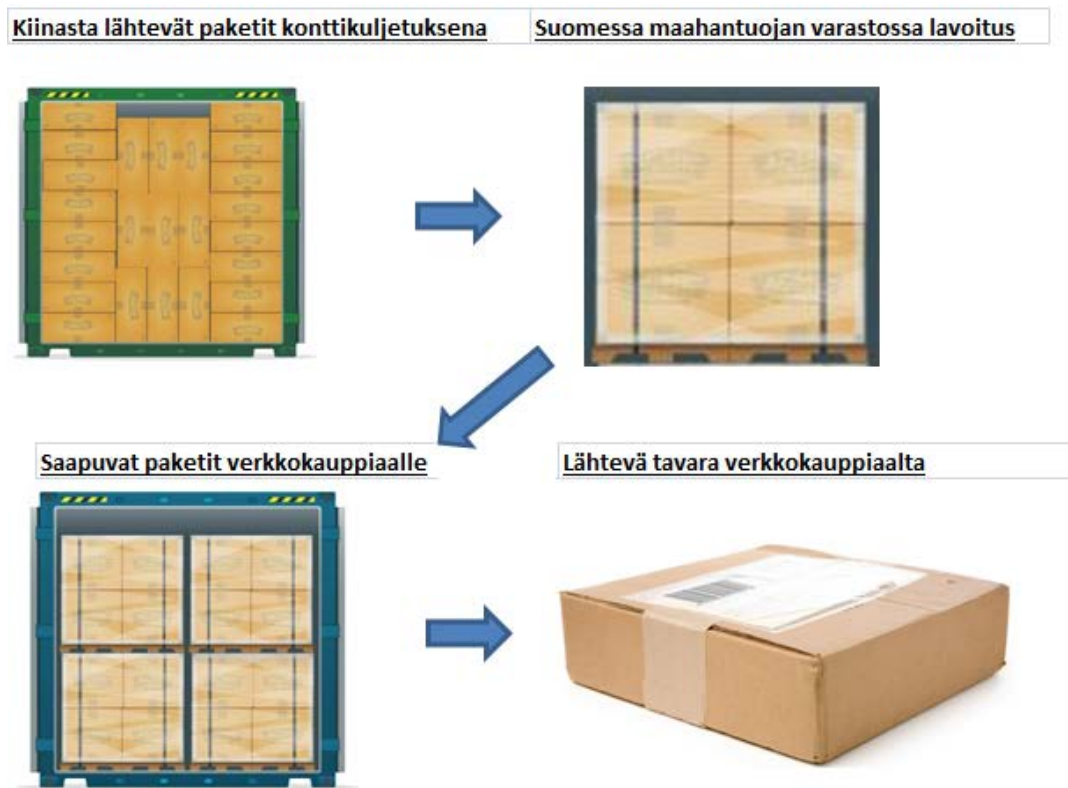 Kiinasta lähtevät paketit konttikuljetuksena
Suomessa maahantuojan varastossa lavoitus
Saapuvat paketit verkkokauppiaalle
Lähtevä tavara verkkokauppiaalta